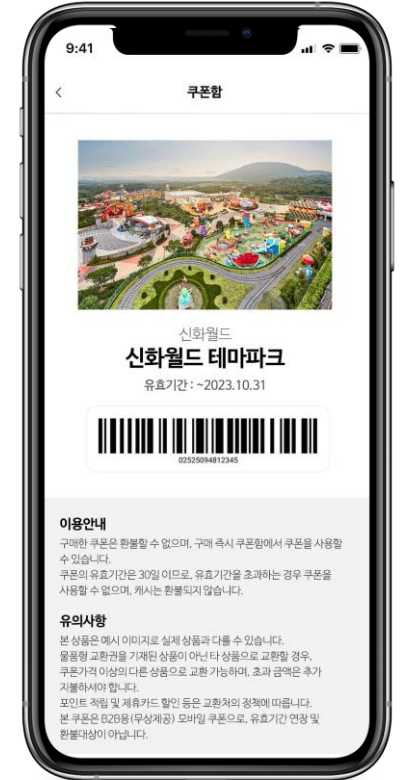 9:41
쿠폰함
신화월드
신화월드 테마파크
유효기간 : ~2023.10.31
02525094812345
이용안내
구매한 쿠폰은 환불할 수 없으며, 구매 즉시 쿠폰함에서 쿠폰을 사용할
수 있습니다.
쿠폰의 유효기간은 30일 이므로, 유효기간을 초과하는 경우 쿠폰을
사용할 수 없으며, 캐시는 환불되지 않습니다.
유의사항
본 상품은 예시 이미지로 실제 상품과 다를 수 있습니다.
물품형 교환권을 기재된 상품이 아닌 타 상품으로 교환할 경우,
쿠폰가격 이상의 다른 상품으로 교환 가능하며, 초과 금액은 추가
지불하셔야 합니다.
포인트 적립 및 제휴카드 할인 등은 교환처의 정책에 따릅니다.
본 쿠폰은 B2B용(무상제공) 모바일 쿠폰으로, 유효기간 연장 및
환불대상이 아닙니다.